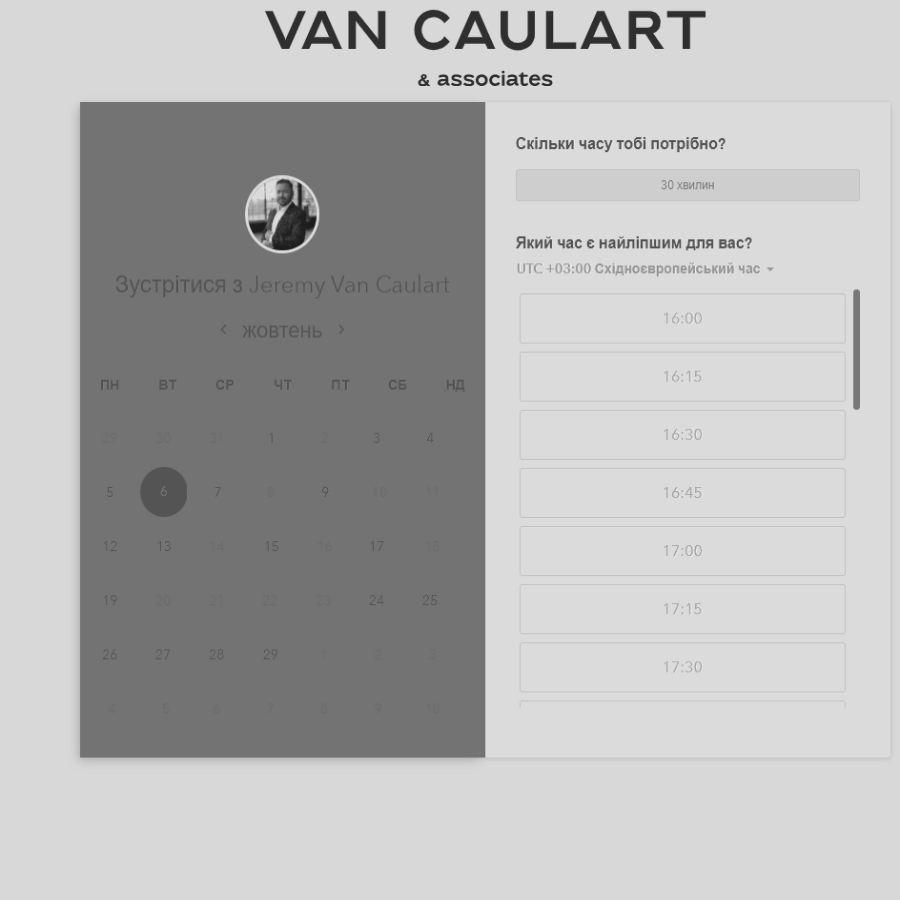 VAN CAULART
& associates
Зустрітися з Jeremy Van Caulart
жовтень
ПН ВТ СР ЧТ ПТ СБ НД
29 30 31 1 2 3 4
5 6 7 8 9 10 11
12 13 14 15 16 17 18
19 20 21 22 23 24 25
26 27 28 29 1 2 3
4 5 6 7 8 9 10
Скільки часу тобі потрібно?
30 хвилин
Який час є найліпшим для вас?
UTC +03:00 Східноєвропейський час
16:00
16:15
16:30
16:45
17:00
17:15
17:30